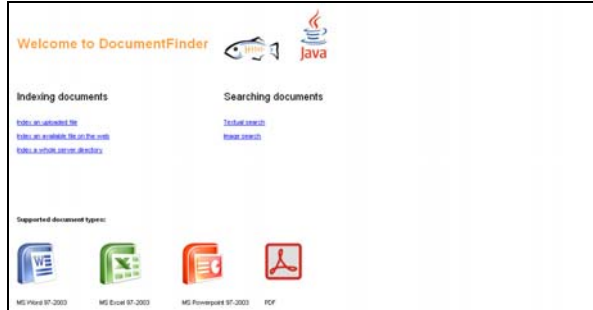 Welcome to DocumentFinder
Java
Indexing documents
Searching documents
Index an uploaded file
Textual search
Index an available file on the web
Image search
Index a whole server directory
Supported document types:
MS Word 97-2003
MS Excel 97-2003
MS Powerpoint 97-2003
PDF